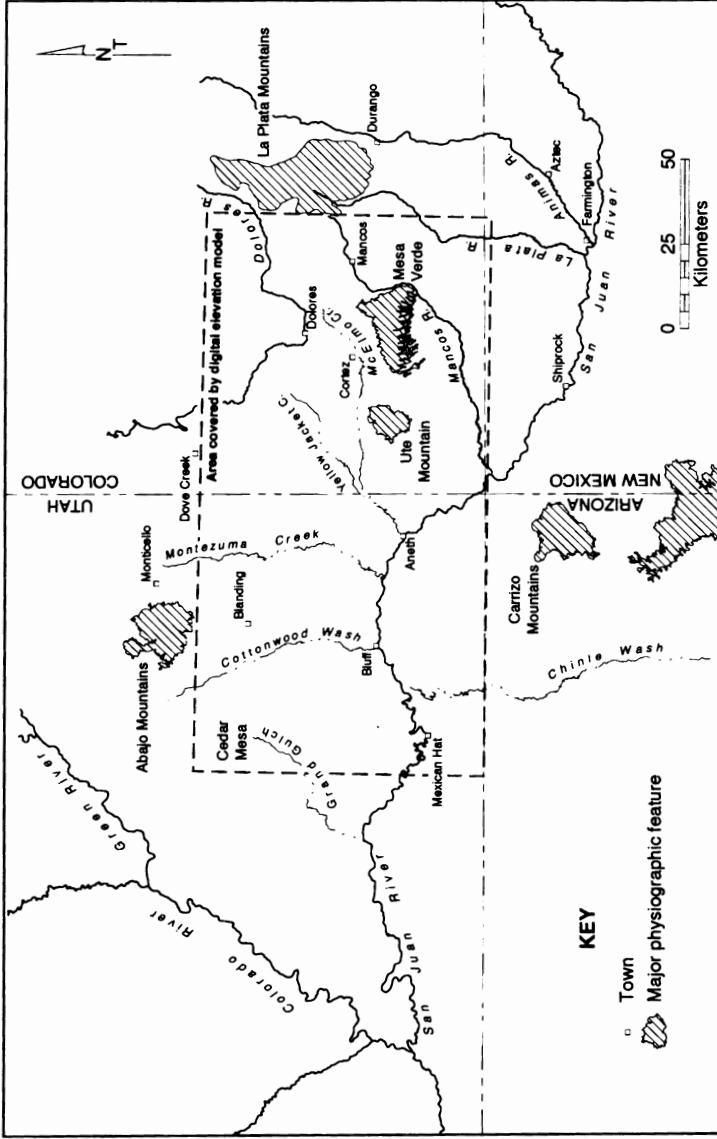 N
T
La Plata Mountains
Durango
Animas R.
Aztec
Farmington
River
San Juan
La Plata R.
Dolores R.
Area covered by digital elevation model
Dolores
Mancos
Mesa
Verde
Mancos R.
McElmo Cr.
Cortez
Ute
Mountain
Yellow Jacket C.
Shiprock
0 25 50
Kilometers
Dove Creek
UTAH
COLORADO
ARIZONA
NEW MEXICO
Monticello
Montezuma Creek
Aneth
Blanding
Abajo Mountains
Cottonwood Wash
Bluff
Carrizo
Mountains
Chinle Wash
Cedar
Mesa
Grand Gulch
Mexican Hat
Green River
Colorado River
San Juan River
KEY
Town
Major physiographic feature